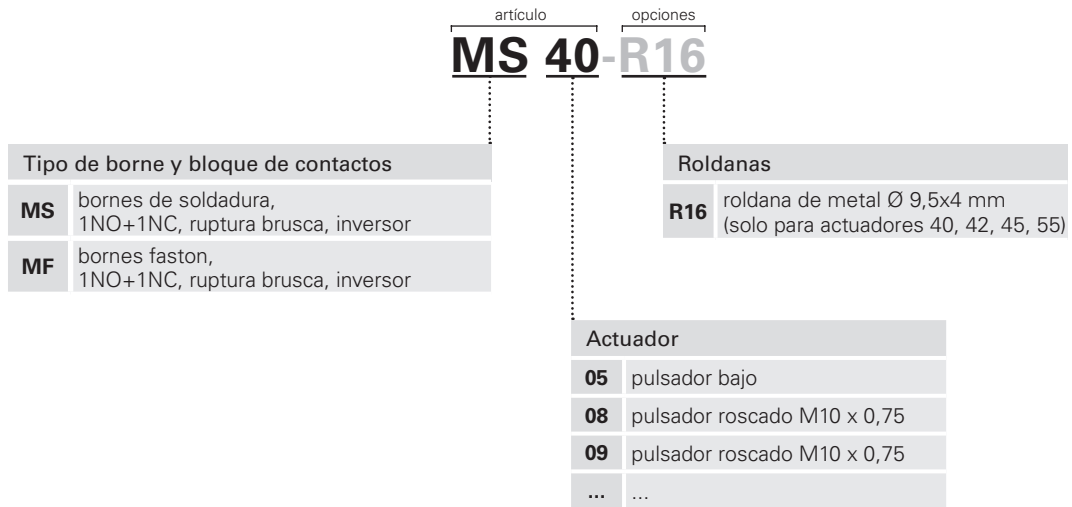 artículo opciones
MS 40-R16
Tipo de borne y bloque de contactos
MS bornes de soldadura,
1NO+1NC, ruptura brusca, inversor
MF bornes faston,
1NO+1NC, ruptura brusca, inversor
Roldanas
R16 roldana de metal Ø 9,5x4 mm
(solo para actuadores 40, 42, 45, 55)
Actuador
05 pulsador bajo
08 pulsador roscado M10 x 0,75
09 pulsador roscado M10 x 0,75
... ...